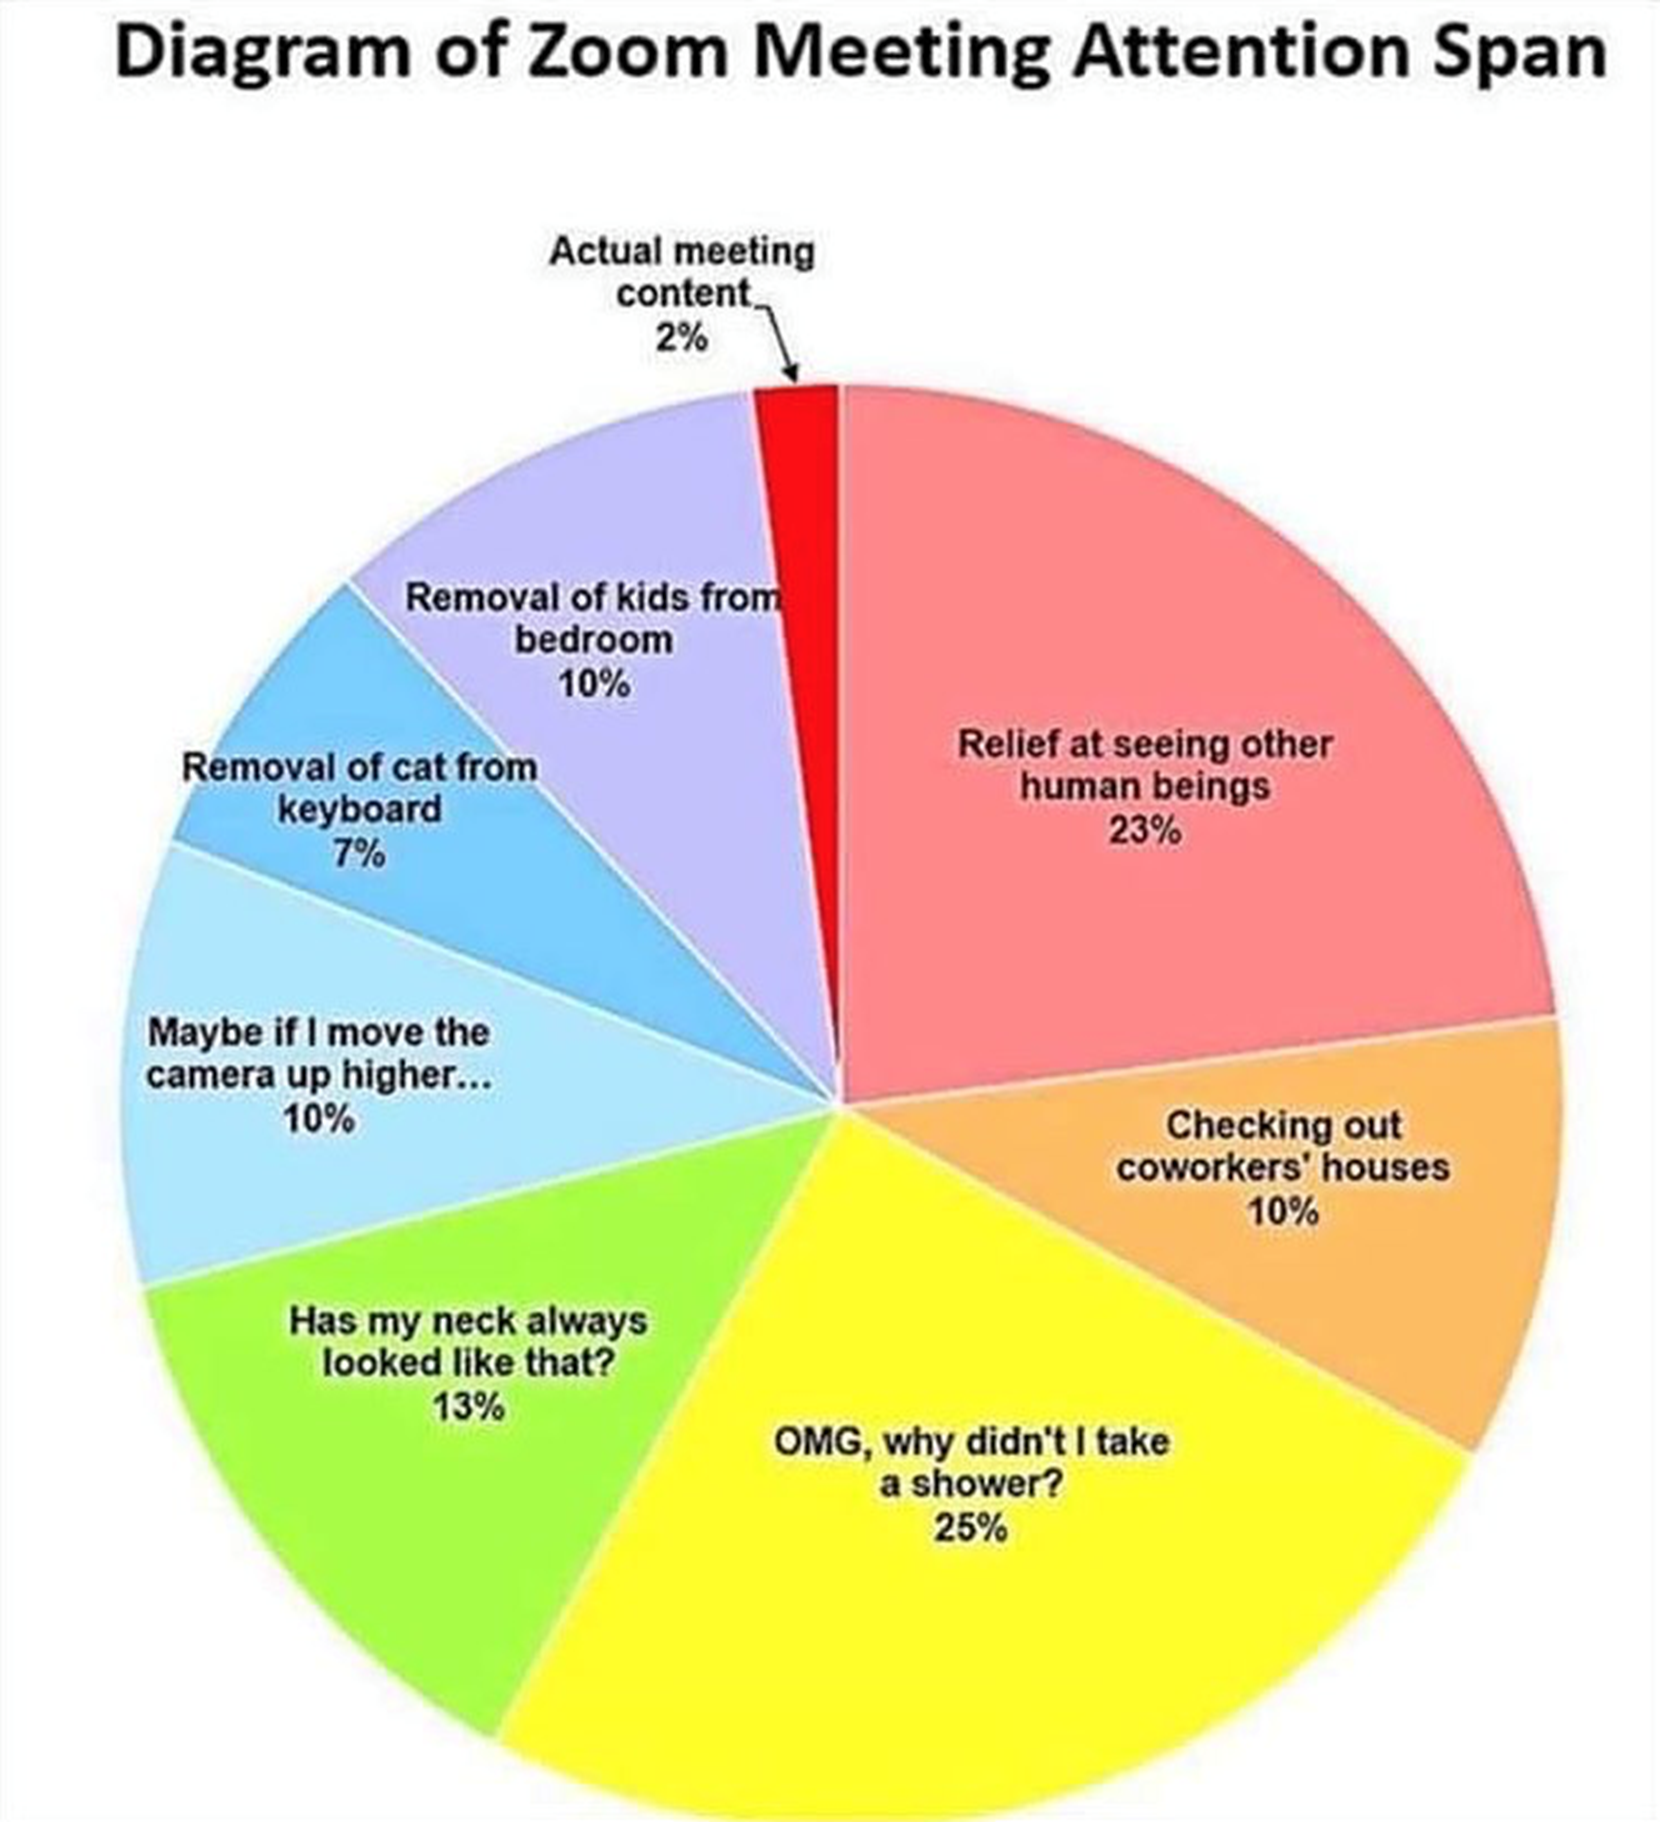 Diagram of Zoom Meeting Attention Span
Actual meeting
content
2%
Removal of kids from
bedroom
10%
Relief at seeing other
human beings
23%
Removal of cat from
keyboard
7%
Maybe if I move the
camera up higher...
10%
Checking out
coworkers' houses
10%
Has my neck always
looked like that?
13%
OMG, why didn't I take
a shower?
25%